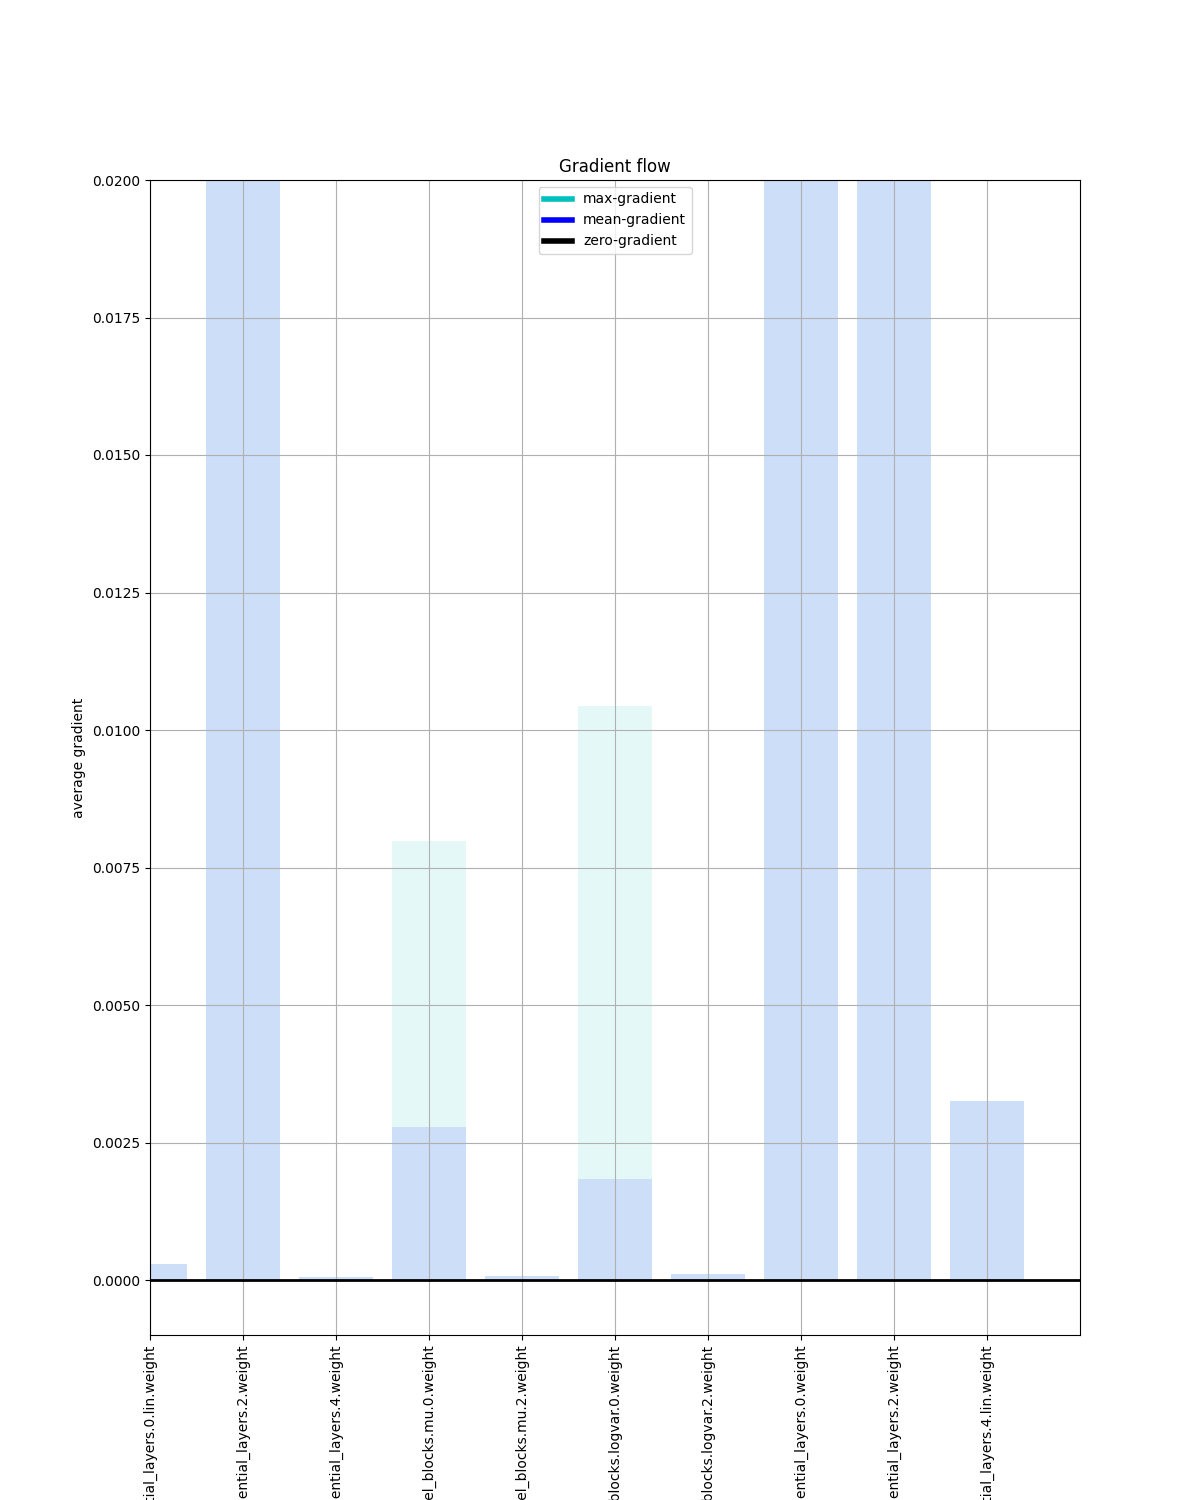 Gradient flow
max-gradient
mean-gradient
zero-gradient
average gradient
0.0200
0.0175
0.0150
0.0125
0.0100
0.0075
0.0050
0.0025
0.0000
tial_layers.0.lin.weight
ential_layers.2.weight
ential_layers.4.weight
el_blocks.mu.0.weight
el_blocks.mu.2.weight
blocks.logvar.0.weight
blocks.logvar.2.weight
ential_layers.0.weight
ential_layers.2.weight
tial_layers.4.lin.weight